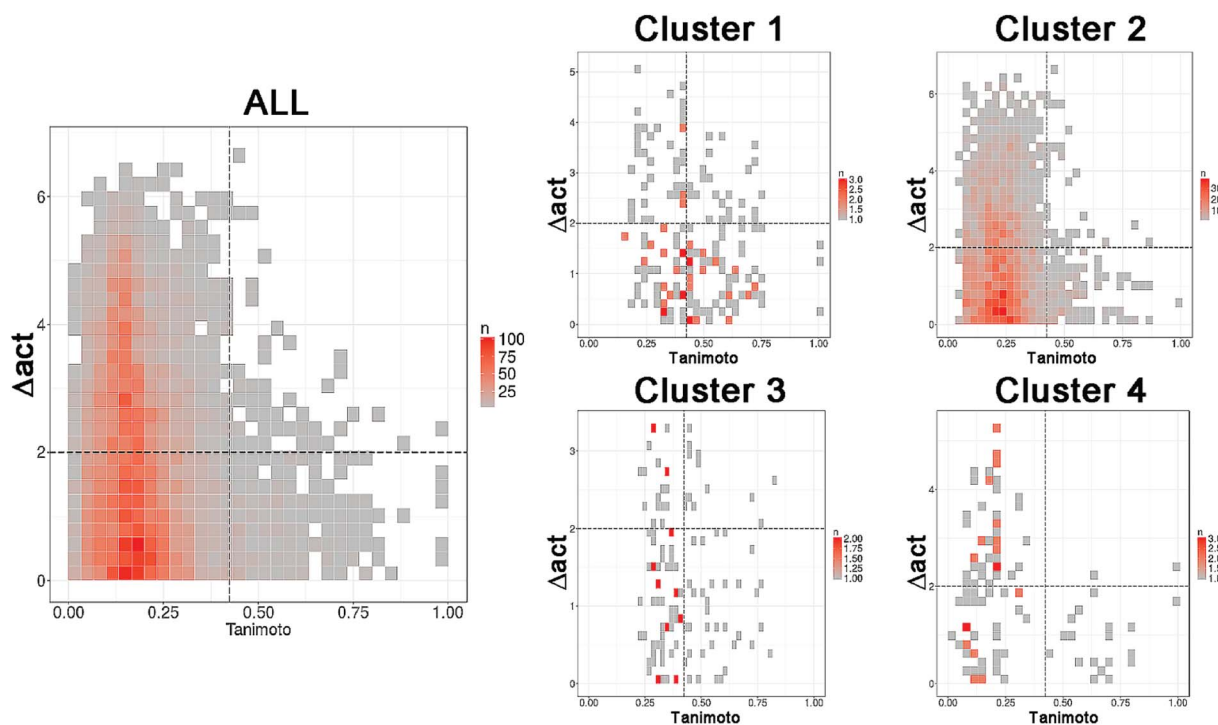 ALL
Δact
6
4
2
0
0.00 0.25 0.50 0.75 1.00
Tanimoto
n
100
75
50
25
Cluster 1
Δact
5
4
3
2
1
0
0.00 0.25 0.50 0.75 1.00
Tanimoto
n
3.0
2.5
2.0
1.5
1.0
Cluster 2
Δact
6
4
2
0
0.00 0.25 0.50 0.75 1.00
Tanimoto
n
Cluster 3
Δact
3
2
1
0
0.00 0.25 0.50 0.75 1.00
Tanimoto
n
2.00
1.75
1.50
1.25
1.00
Cluster 4
Δact
4
2
0
0.00 0.25 0.50 0.75 1.00
Tanimoto
n